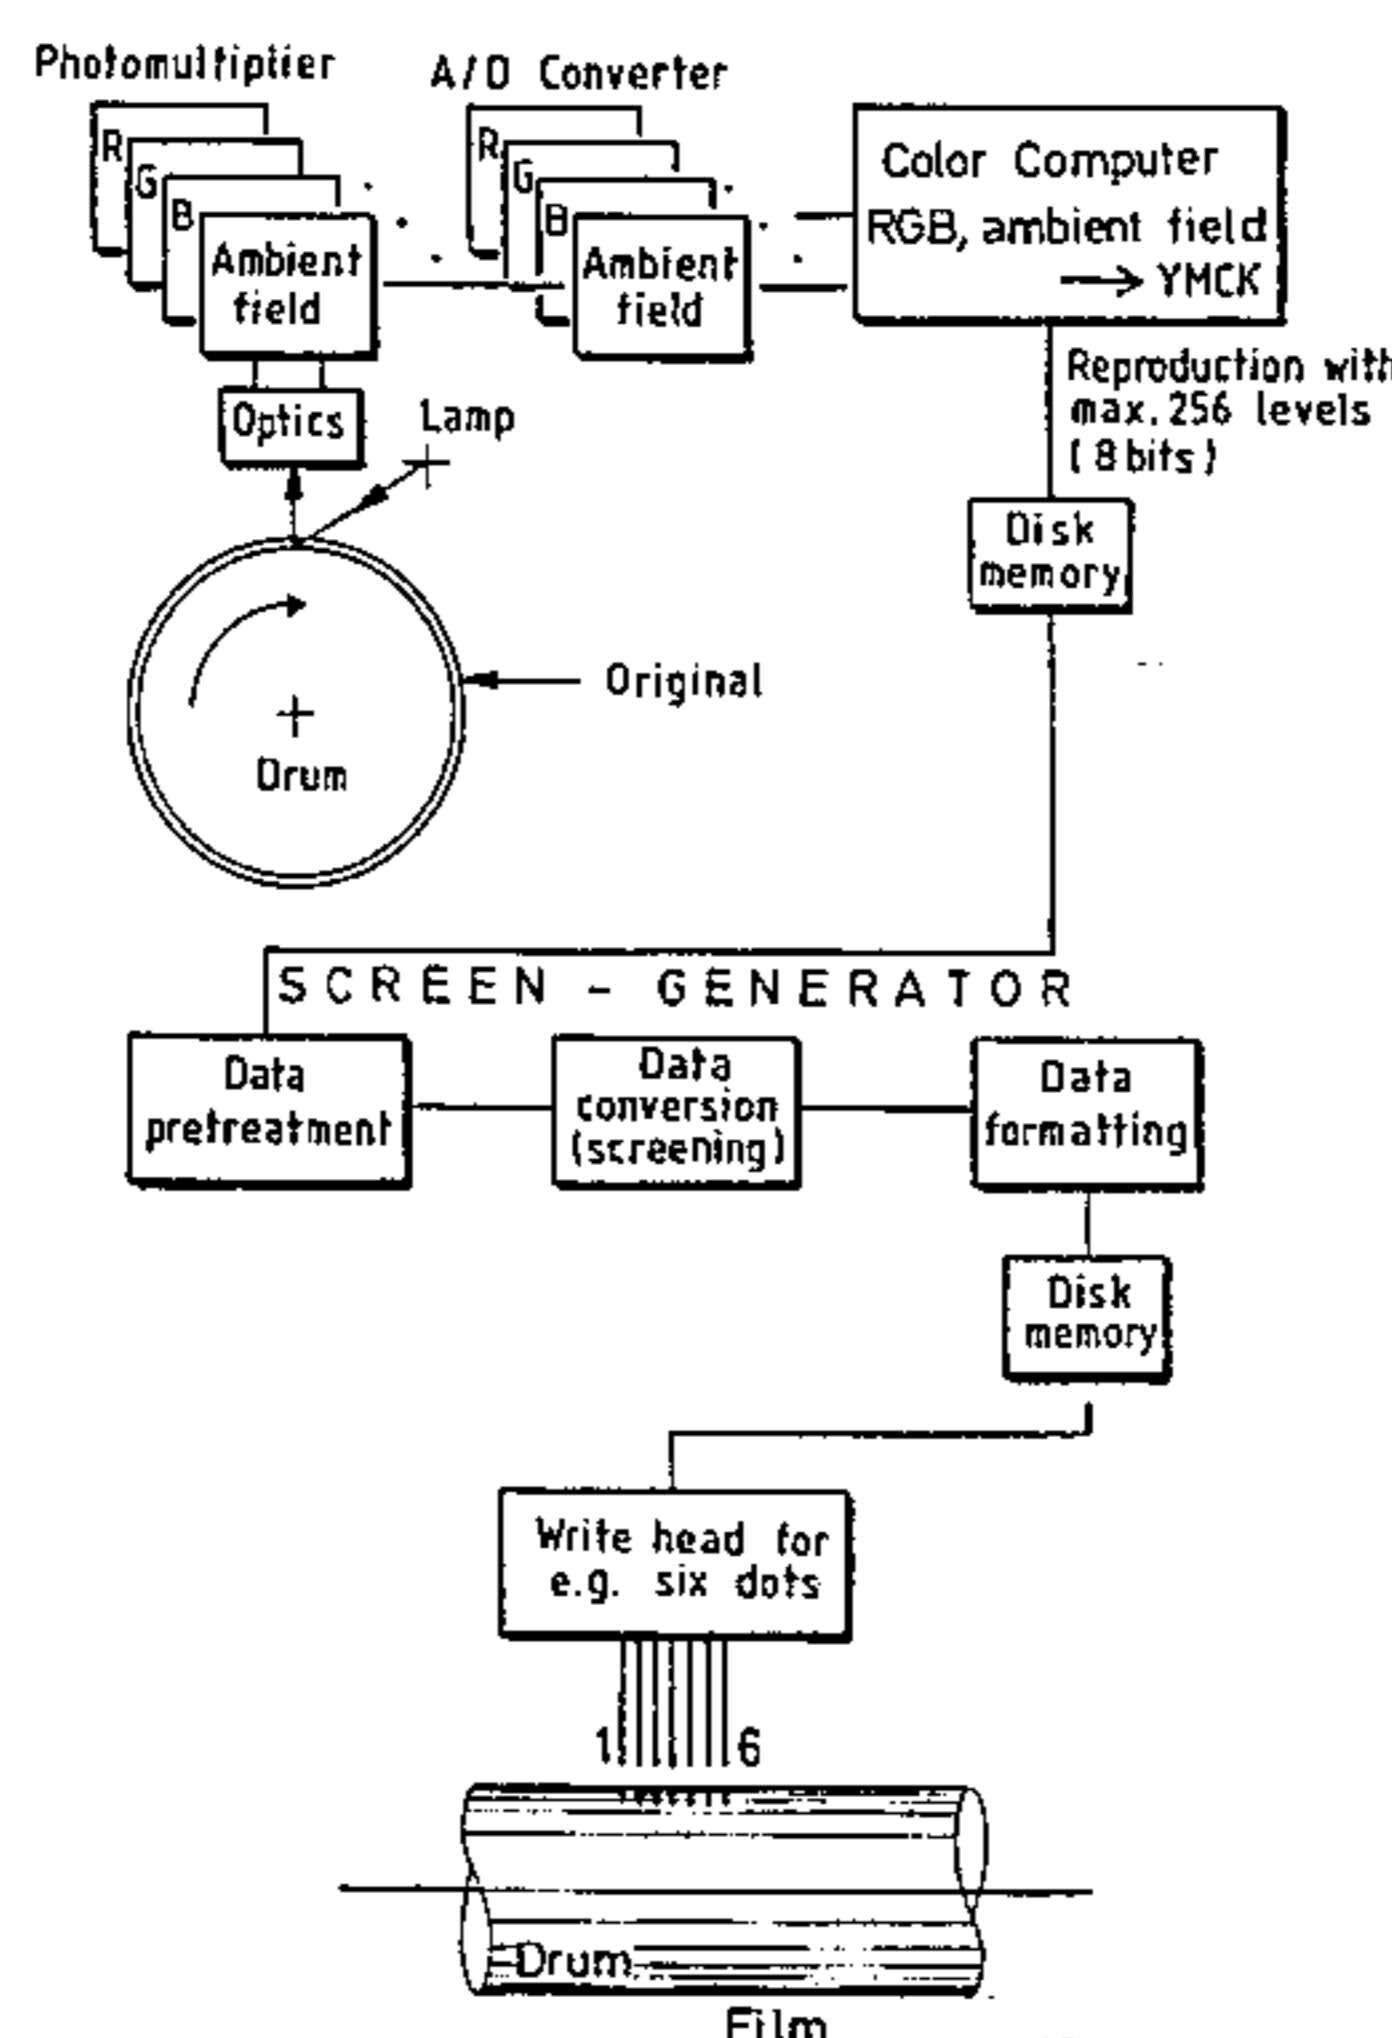 Photomultiplier
A/D Converter
R
G
B
Ambient
field
R
G
B
Ambient
field
Color Computer
RGB, ambient field
→ YMCK
Optics
Lamp
Reproduction with
max. 256 levels
(8 bits)
Disk
memory
Original
Drum
SCREEN - GENERATOR
Data
pretreatment
Data
conversion
(screening)
Data
formatting
Disk
memory
Write head for
e.g. six dots
1
6
Drum
Film